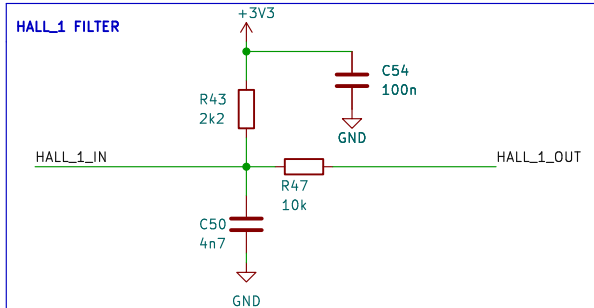 +3V3
HALL_1 FILTER
C54
100n
R43
2k2
GND
HALL_1_IN
HALL_1_OUT
R47
10k
C50
4n7
GND